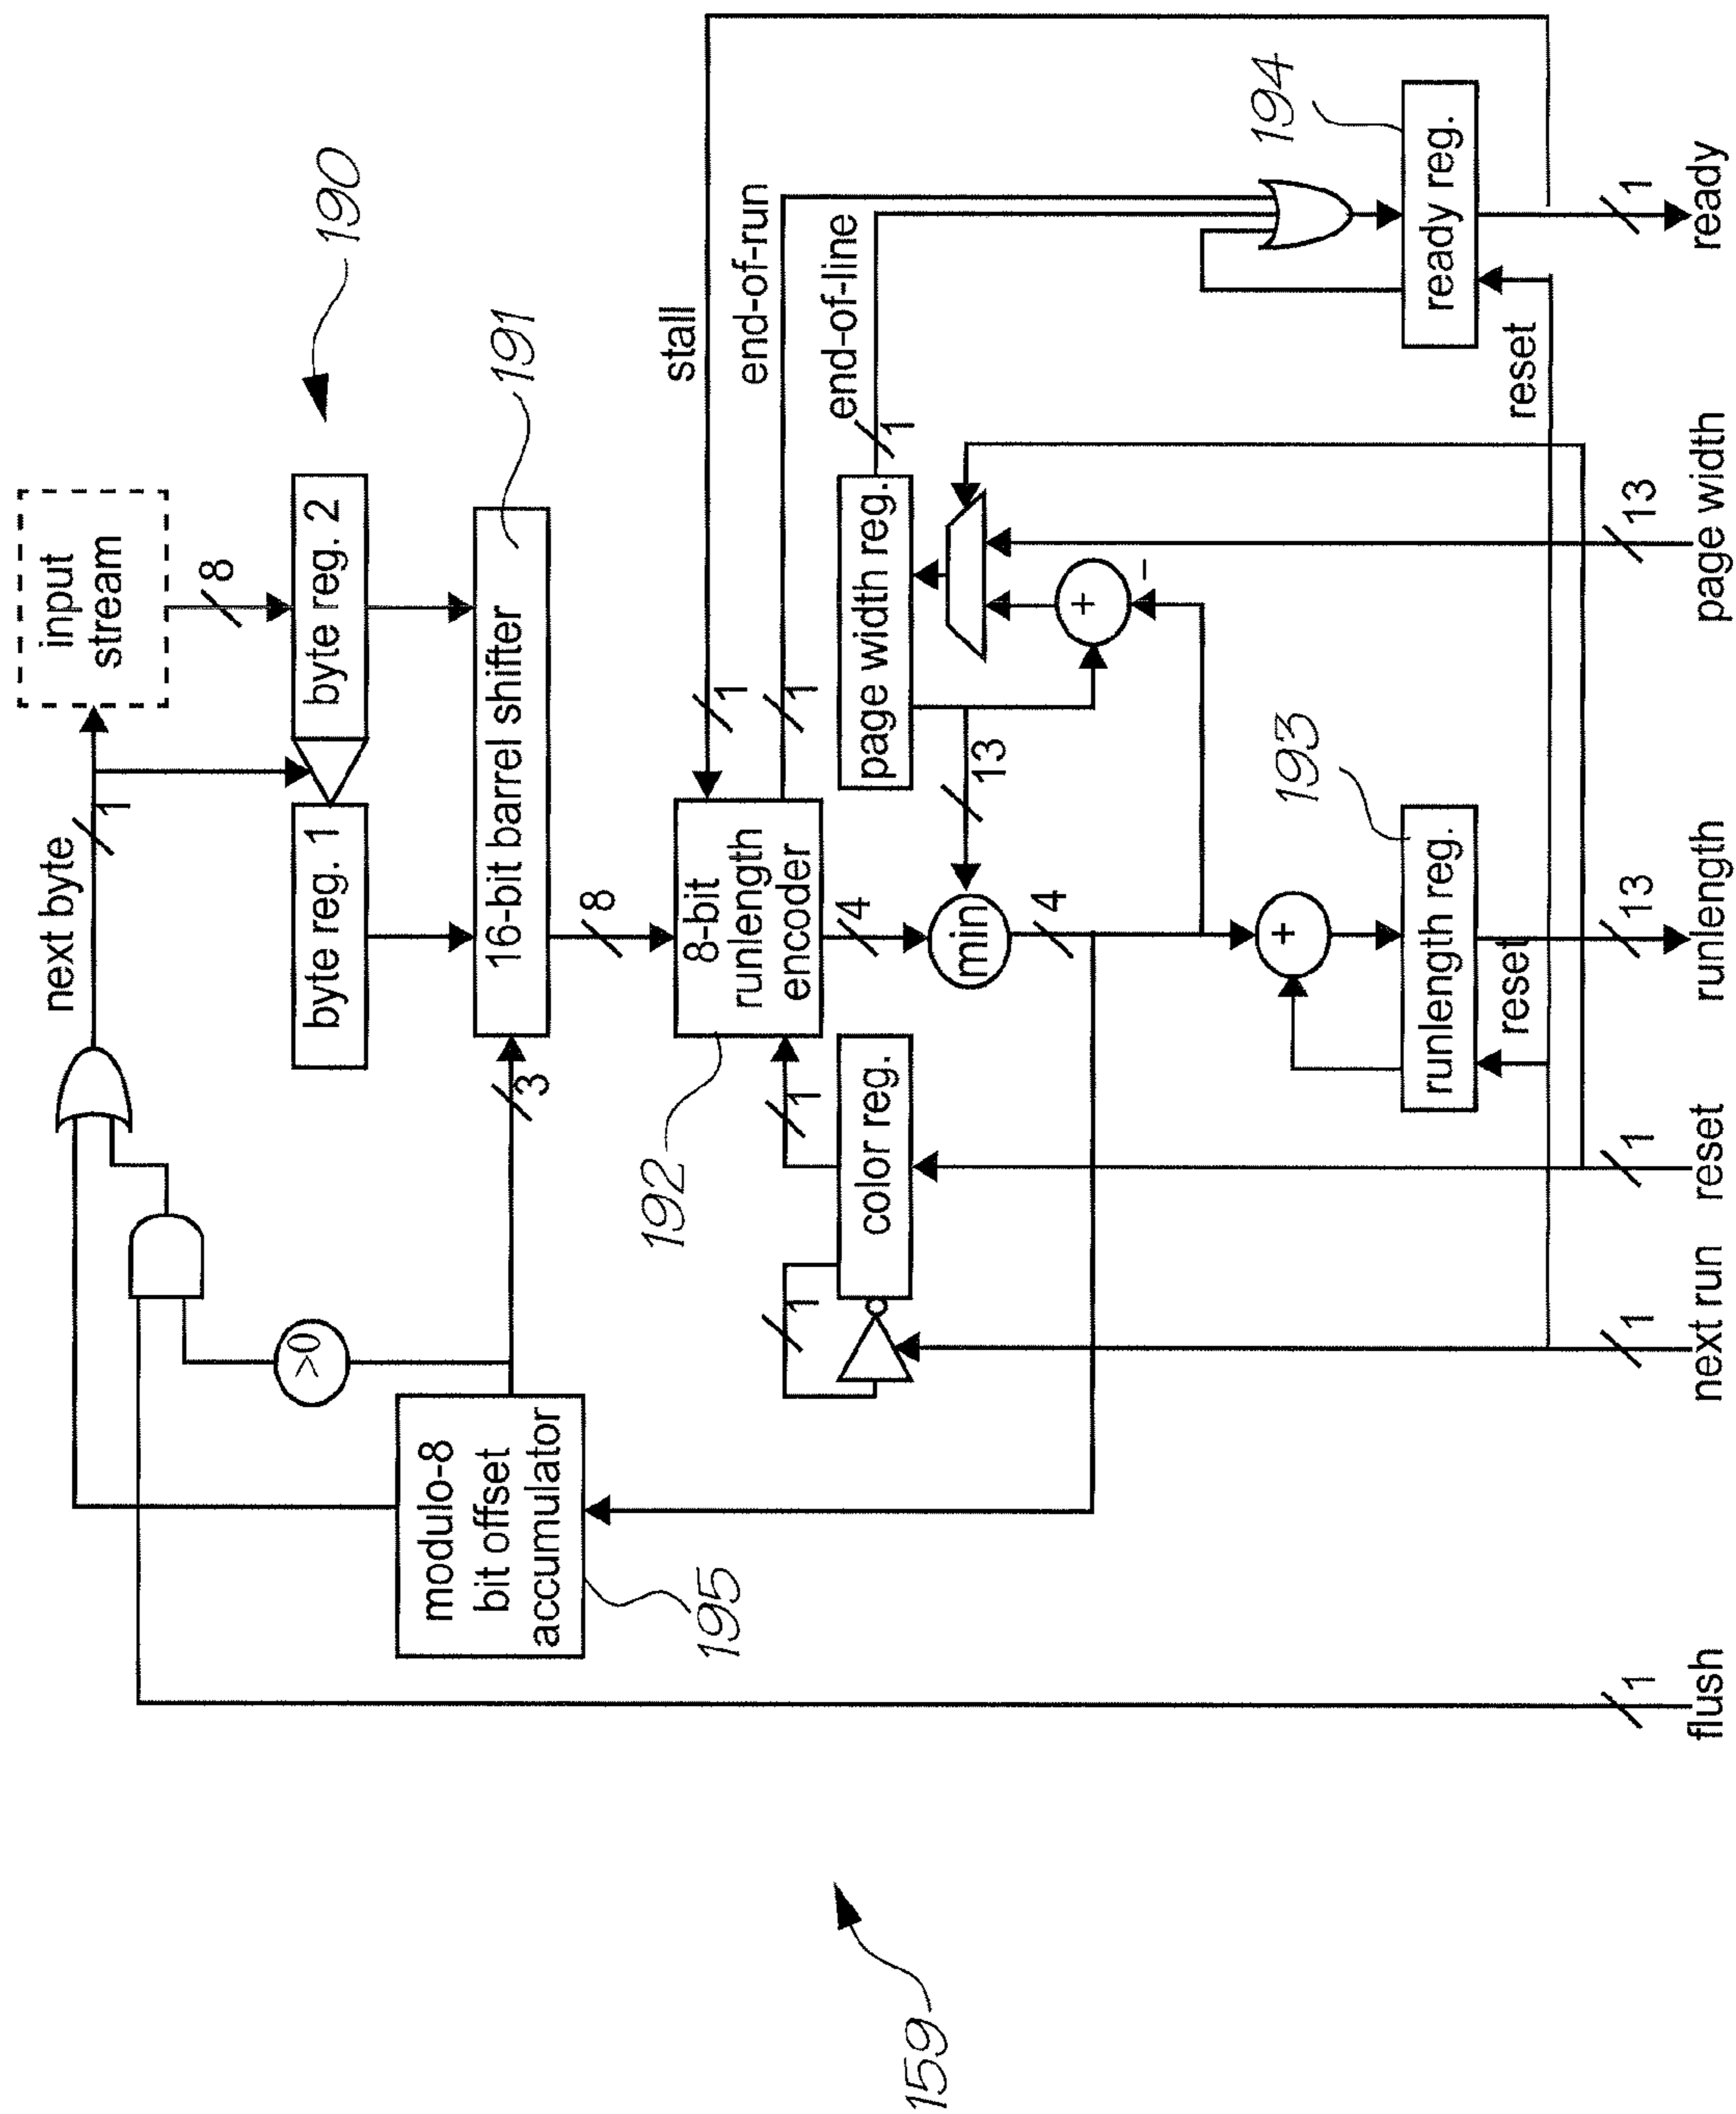 input
stream
next byte
1
8
190
byte reg. 1
byte reg. 2
16-bit barrel shifter
191
3
8
>0
modulo-8
bit offset
accumulator
195
stall
1
8-bit
runlength
encoder
192
1
end-of-run
1
color reg.
1
4
page width reg.
1
end-of-line
13
min
4
+
−
+
193
runlength reg.
reset
194
ready reg.
reset
1
flush
1
next run
1
reset
13
runlength
13
page width
1
ready
159